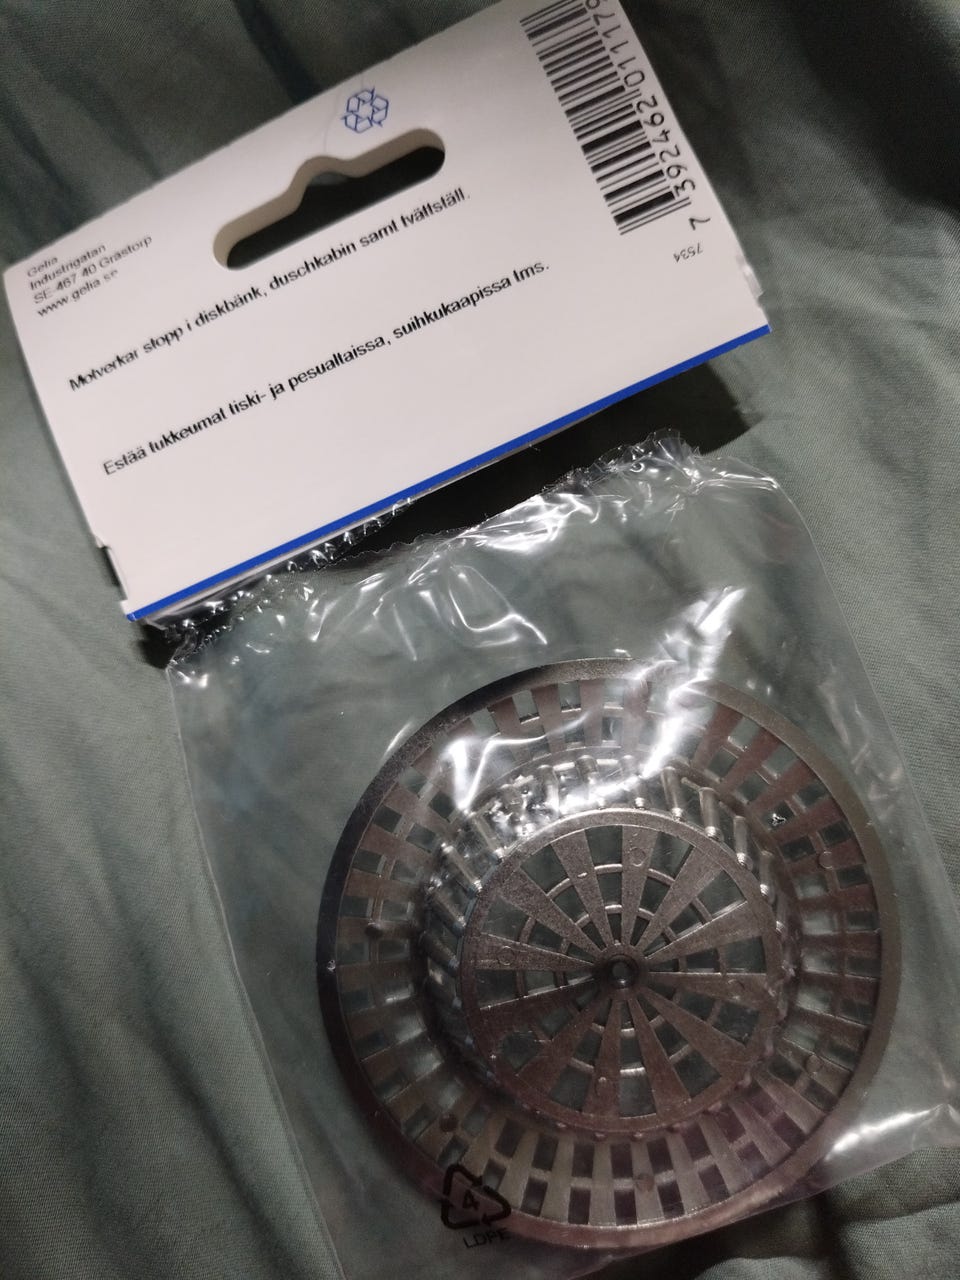 Gelia
Industrigatan
SE-467 40 Grästorp
www.gelia.se
Motverkar stopp i diskbänk, duschkabin samt tvättställ.
Estää tukkeumat tiski- ja pesualtaissa, suihkukaapissa tms.
7 392462 011179
7534
4
LDPE